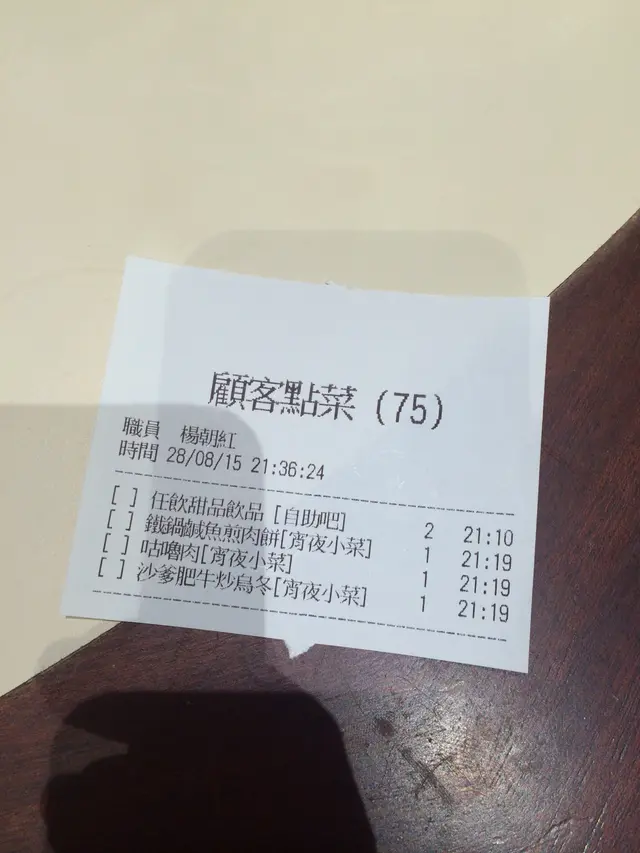 顧客點菜 (75)
職員 楊朝紅
時間 28/08/15 21:36:24
[ ] 任飲甜品飲品 [自助吧] 2 21:10
[ ] 鐵鍋鹹魚煎肉餅[宵夜小菜] 1 21:19
[ ] 咕嚕肉[宵夜小菜] 1 21:19
[ ] 沙爹肥牛炒烏冬[宵夜小菜] 1 21:19